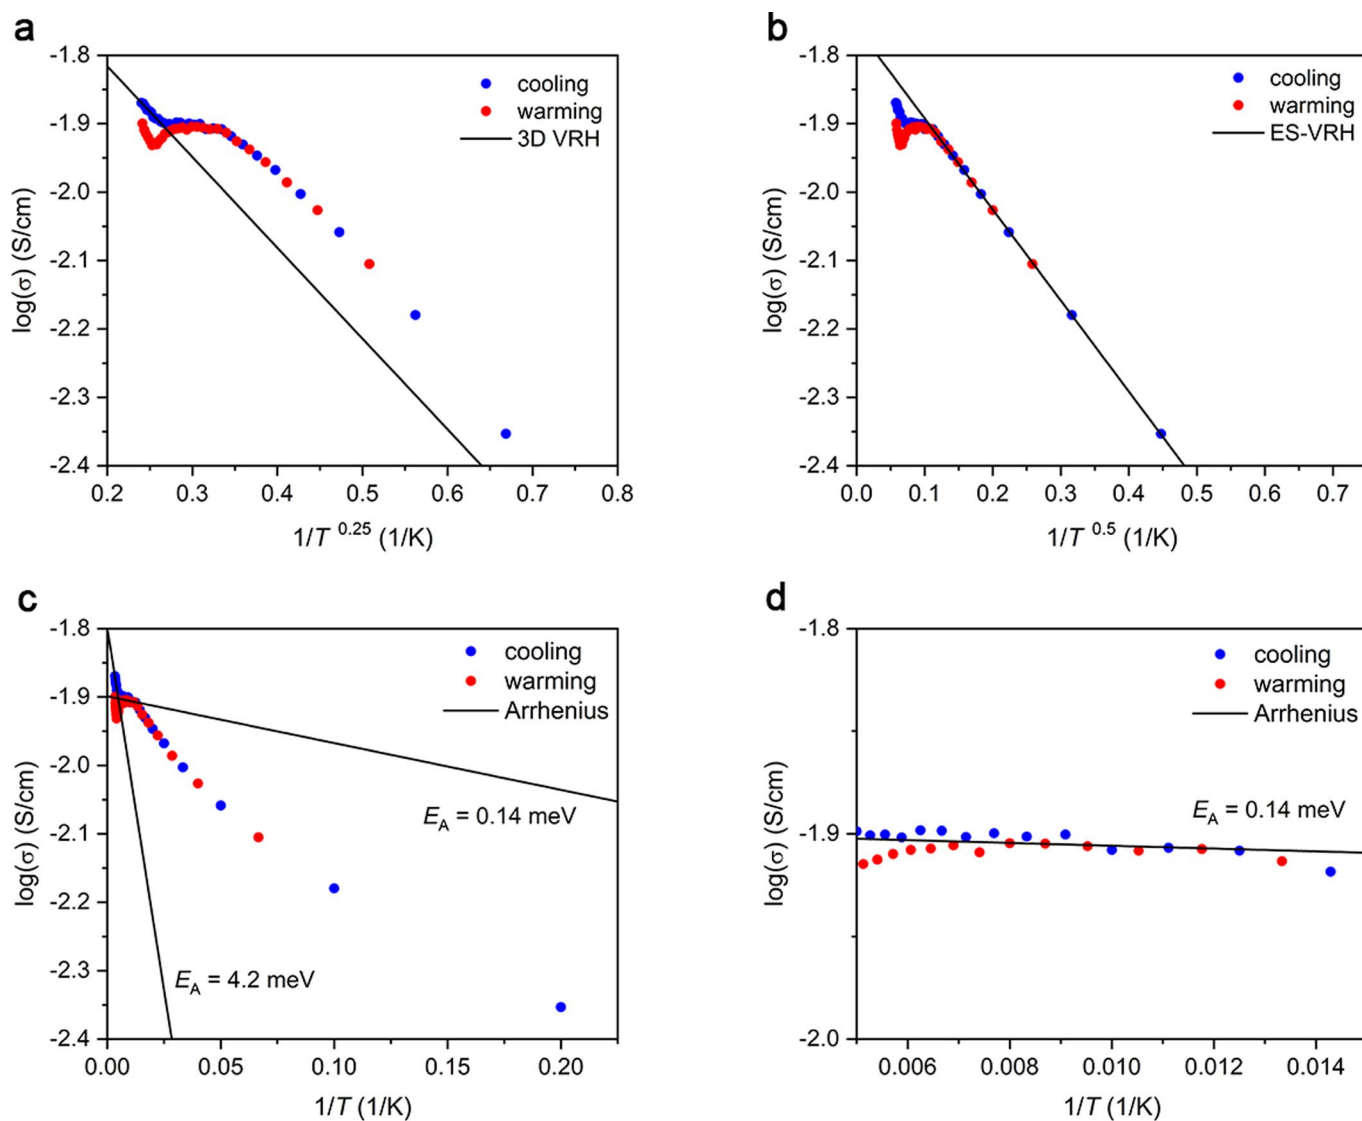 a
-1.8
-1.9
-2.0
-2.1
-2.2
-2.3
-2.4
log(σ) (S/cm)
cooling
warming
3D VRH
0.2 0.3 0.4 0.5 0.6 0.7 0.8
1/T 0.25 (1/K)
b
-1.8
-1.9
-2.0
-2.1
-2.2
-2.3
-2.4
log(σ) (S/cm)
cooling
warming
ES-VRH
0.0 0.1 0.2 0.3 0.4 0.5 0.6 0.7
1/T 0.5 (1/K)
c
-1.8
-1.9
-2.0
-2.1
-2.2
-2.3
-2.4
log(σ) (S/cm)
cooling
warming
Arrhenius
EA = 0.14 meV
EA = 4.2 meV
0.00 0.05 0.10 0.15 0.20
1/T (1/K)
d
-1.8
-1.9
-2.0
log(σ) (S/cm)
cooling
warming
Arrhenius
EA = 0.14 meV
0.006 0.008 0.010 0.012 0.014
1/T (1/K)